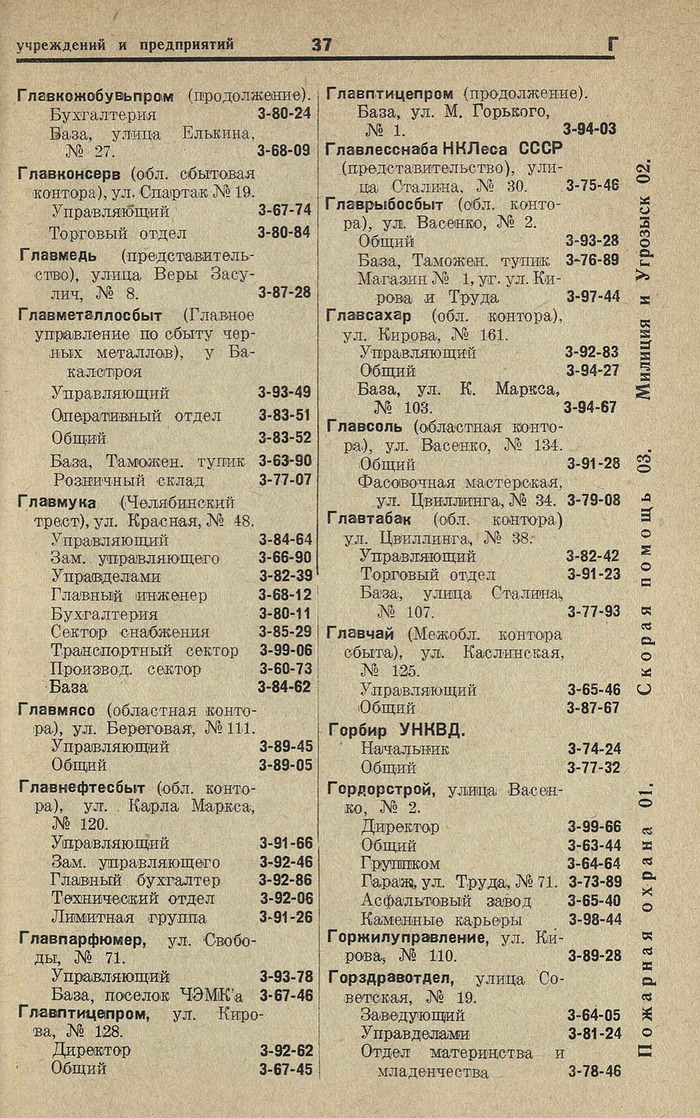 учреждений и предприятий 37 Г
Главкожобувьпром (продолжение).
Бухгалтерия 3-80-24
База, улица Елькина,
№ 27. 3-68-09
Главконсерв (обл. сбытовая
контора), ул. Спартак № 19.
Управляющий 3-67-74
Торговый отдел 3-80-84
Главмедь (представитель-
ство), улица Веры Засу-
лич, № 8. 3-87-28
Главметаллосбыт (Главное
управление по сбыту чер-
ных металлов), у Ба-
калстроя
Управляющий 3-93-49
Оперативный отдел 3-83-51
Общий 3-83-52
База, Таможен. тупик 3-63-90
Розничный склад 3-77-07
Главмука (Челябинский
трест), ул. Красная, № 48.
Управляющий 3-84-64
Зам. управляющего 3-66-90
Управделами 3-82-39
Главный инженер 3-68-12
Бухгалтерия 3-80-11
Сектор снабжения 3-85-29
Транспортный сектор 3-99-06
Производ. сектор 3-60-73
База 3-84-62
Главмясо (областная конто-
ра), ул. Береговая, № 111.
Управляющий 3-89-45
Общий 3-89-05
Главнефтесбыт (обл. конто-
ра), ул. Карла Маркса,
№ 120.
Управляющий 3-91-66
Зам. управляющего 3-92-46
Главный бухгалтер 3-92-86
Технический отдел 3-92-06
Лимитная группа 3-91-26
Главпарфюмер, ул. Свобо-
ды, № 71.
Управляющий 3-93-78
База, поселок ЧЭМК'а 3-67-46
Главптицепром, ул. Киро-
ва, № 128.
Директор 3-92-62
Общий 3-67-45
Главптицепром (продолжение).
База, ул. М. Горького,
№ 1. 3-94-03
Главлесснаба НКЛеса СССР
(представительство), ули-
ца Сталина, № 30. 3-75-46
Главрыбосбыт (обл. конто-
ра), ул. Васенко, № 2.
Общий 3-93-28
База, Таможен. тупик 3-76-89
Магазин № 1, уг. ул. Ки-
рова и Труда 3-97-44
Главсахар (обл. контора),
ул. Кирова, № 161.
Управляющий 3-92-83
Общий 3-94-27
База, ул. К. Маркса,
№ 103. 3-94-67
Главсоль (областная конто-
ра), ул. Васенко, № 134.
Общий 3-91-28
Фасовочная мастерская,
ул. Цвиллинга, № 34. 3-79-08
Главтабак (обл. контора)
ул. Цвиллинга, № 38.
Управляющий 3-82-42
Торговый отдел 3-91-23
База, улица Сталина,
№ 107. 3-77-93
Главчай (Межобл. контора
сбыта), ул. Каслинская,
№ 125.
Управляющий 3-65-46
Общий 3-87-67
Горбир УНКВД.
Начальник 3-74-24
Общий 3-77-32
Гордорстрой, улица Васен-
ко, № 2.
Директор 3-99-66
Общий 3-63-44
Группком 3-64-64
Гараж, ул. Труда, № 71. 3-73-89
Асфальтовый завод 3-65-40
Каменные карьеры 3-98-44
Горжилуправление, ул. Ки-
рова, № 110. 3-89-28
Горздравотдел, улица Со-
ветская, № 19.
Заведующий 3-64-05
Управделами 3-81-24
Отдел материнства и
младенчества 3-78-46
Пожарная охрана 01. Скорая помощь 03. Милиция и Угрозыск 02.